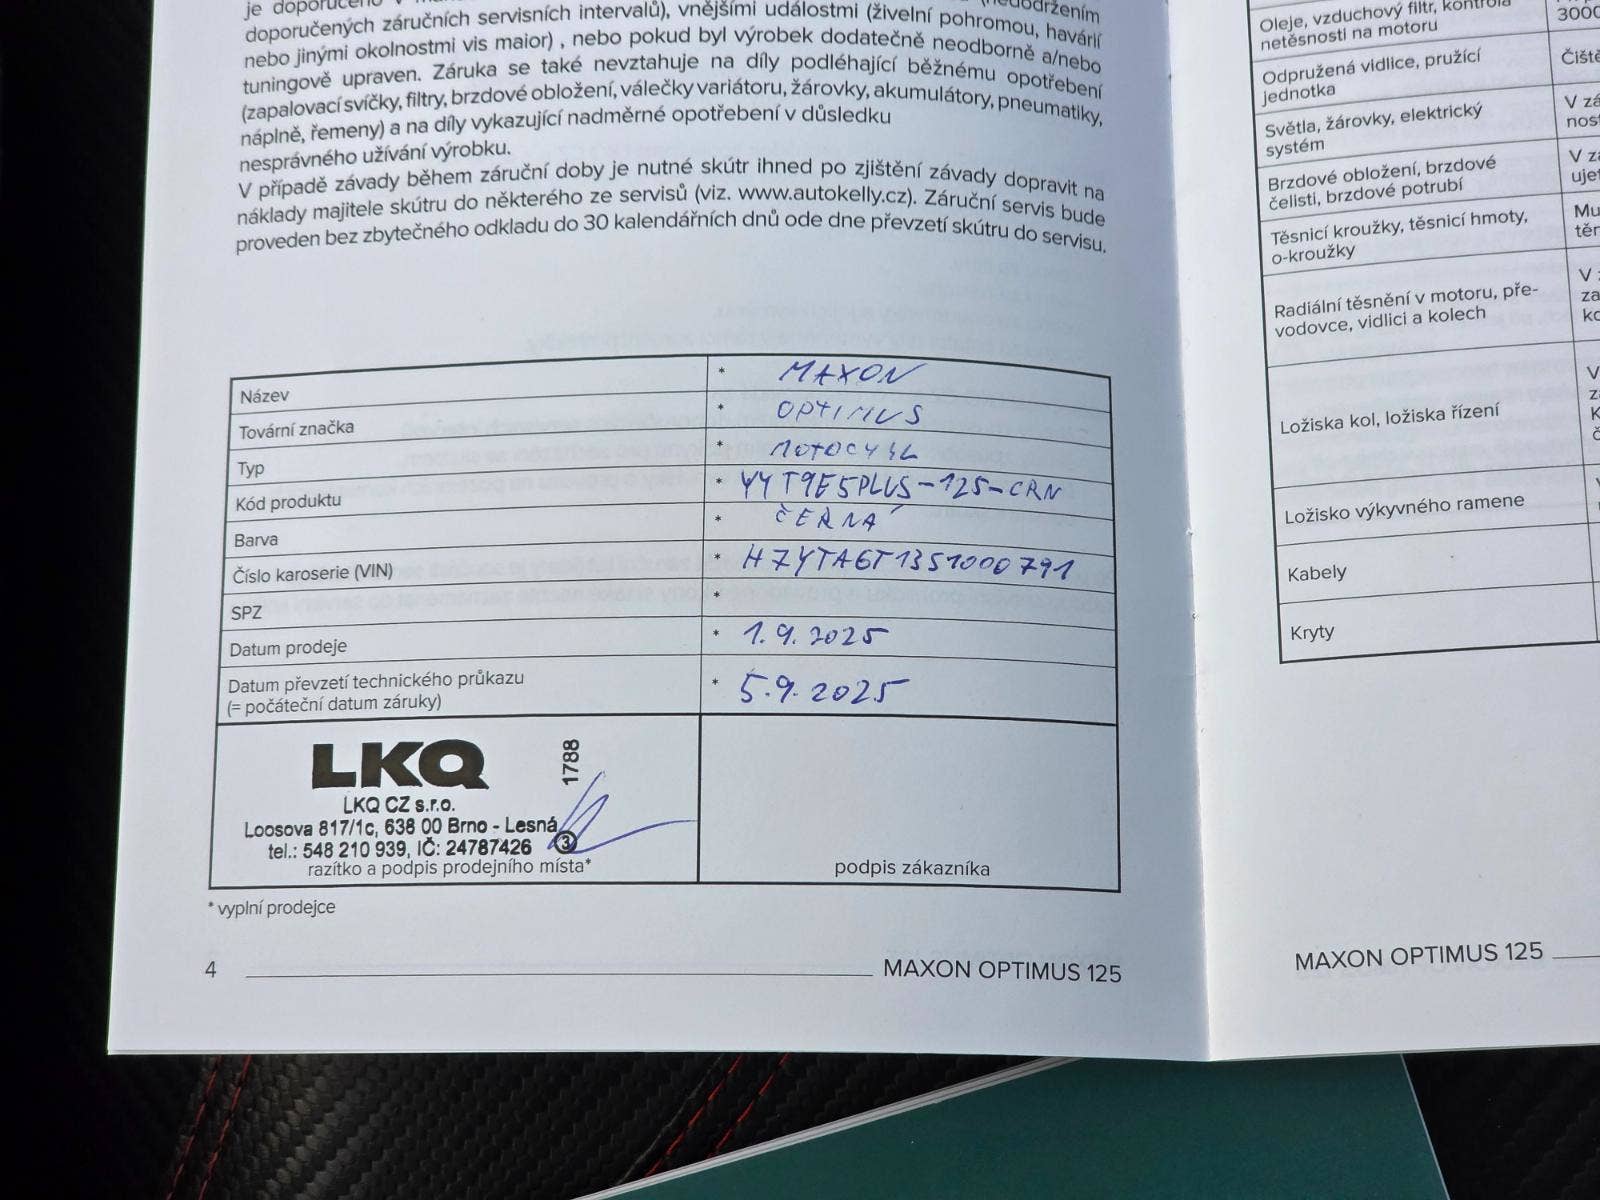 je doporučeno v
doporučených záručních servisních intervalů), vnějšími událostmi (živelní pohromou, havárií
nebo jinými okolnostmi vis maior) , nebo pokud byl výrobek dodatečně neodborně a/nebo
tuningově upraven. Záruka se také nevztahuje na díly podléhající běžnému opotřebení
(zapalovací svíčky, filtry, brzdové obložení, válečky variátoru, žárovky, akumulátory, pneumatiky,
náplně, řemeny) a na díly vykazující nadměrné opotřebení v důsledku
nesprávného užívání výrobku.
V případě závady během záruční doby je nutné skútr ihned po zjištění závady dopravit na
náklady majitele skútru do některého ze servisů (viz. www.autokelly.cz). Záruční servis bude
proveden bez zbytečného odkladu do 30 kalendářních dnů ode dne převzetí skútru do servisu.
Název * MAXON
Tovární značka * OPTIMUS
Typ * MOTOCYKL
Kód produktu * YYT9E5PLUS-125-CRN
Barva * ČERNÁ
Číslo karoserie (VIN) * H7YTA6T13S1000791
SPZ *
Datum prodeje * 1.9.2025
Datum převzetí technického průkazu
(= počáteční datum záruky) * 5.9.2025
LKQ
1788
LKQ CZ s.r.o.
Loosova 817/1c, 638 00 Brno - Lesná
tel.: 548 210 939, IČ: 24787426 3
razítko a podpis prodejního místa*
podpis zákazníka
* vyplní prodejce
4 MAXON OPTIMUS 125
Oleje, vzduchový filtr, kontrola
netěsnosti na motoru
Odpružená vidlice, pružící
jednotka
Světla, žárovky, elektrický
systém
Brzdové obložení, brzdové
čelisti, brzdové potrubí
Těsnicí kroužky, těsnicí hmoty,
o-kroužky
Radiální těsnění v motoru, pře-
vodovce, vidlici a kolech
Ložiska kol, ložiska řízení
Ložisko výkyvného ramene
Kabely
Kryty
MAXON OPTIMUS 125